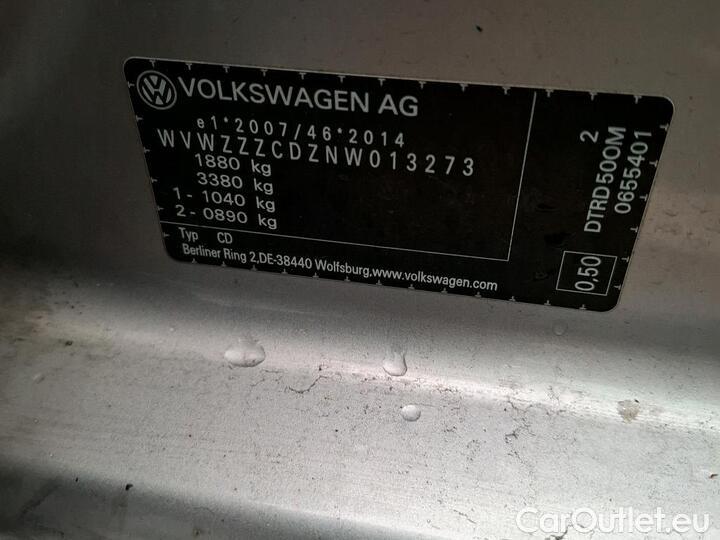 VOLKSWAGEN AG
e1*2007/46*2014
WVWZZZCDZNW013273
1880 kg
3380 kg
1 - 1040 kg
2 - 0890 kg
Typ CD
Berliner Ring 2,DE-38440 Wolfsburg,www.volkswagen.com
2
DTRD500M
0655401
0,50
CarOutlet.eu